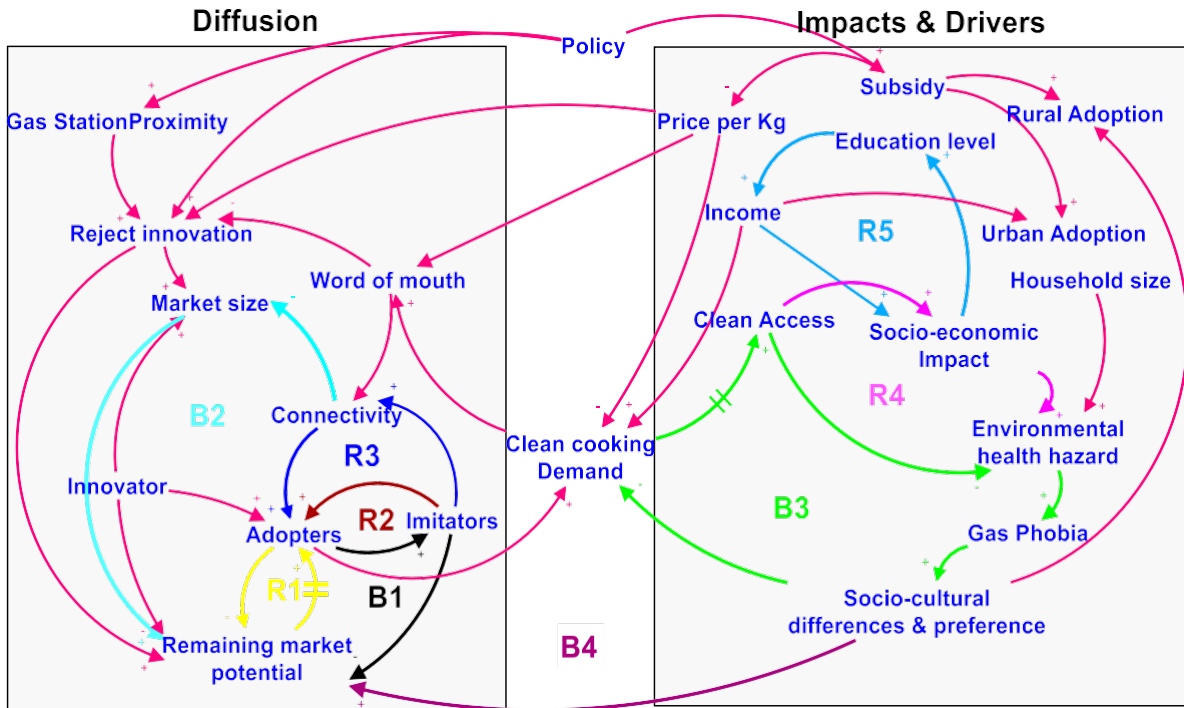 Diffusion
Impacts & Drivers
Policy
Subsidy
Gas StationProximity
Price per Kg
Rural Adoption
Education level
Income
R5
Reject innovation
Urban Adoption
Word of mouth
Household size
Market size
Clean Access
Socio-economic
Impact
R4
B2
Connectivity
Clean cooking
Demand
Environmental
health hazard
R3
Innovator
R2
Imitators
B3
Adopters
Gas Phobia
R1
B1
Socio-cultural
differences & preference
Remaining market
potential
B4